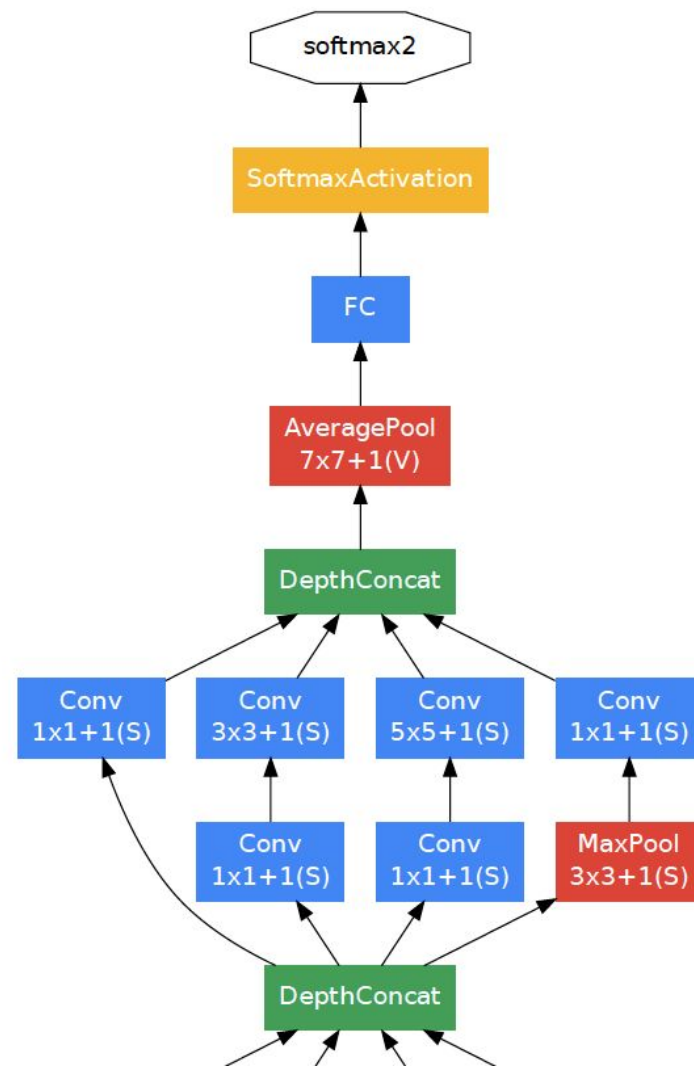 softmax2
SoftmaxActivation
FC
AveragePool
7x7+1(V)
DepthConcat
Conv
1x1+1(S)
Conv
3x3+1(S)
Conv
5x5+1(S)
Conv
1x1+1(S)
Conv
1x1+1(S)
Conv
1x1+1(S)
MaxPool
3x3+1(S)
DepthConcat